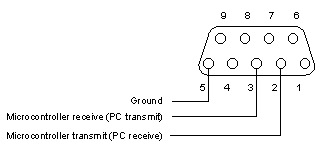 9 8 7 6
5 4 3 2 1
Ground
Microcontroller receive (PC transmit)
Microcontroller transmit (PC receive)